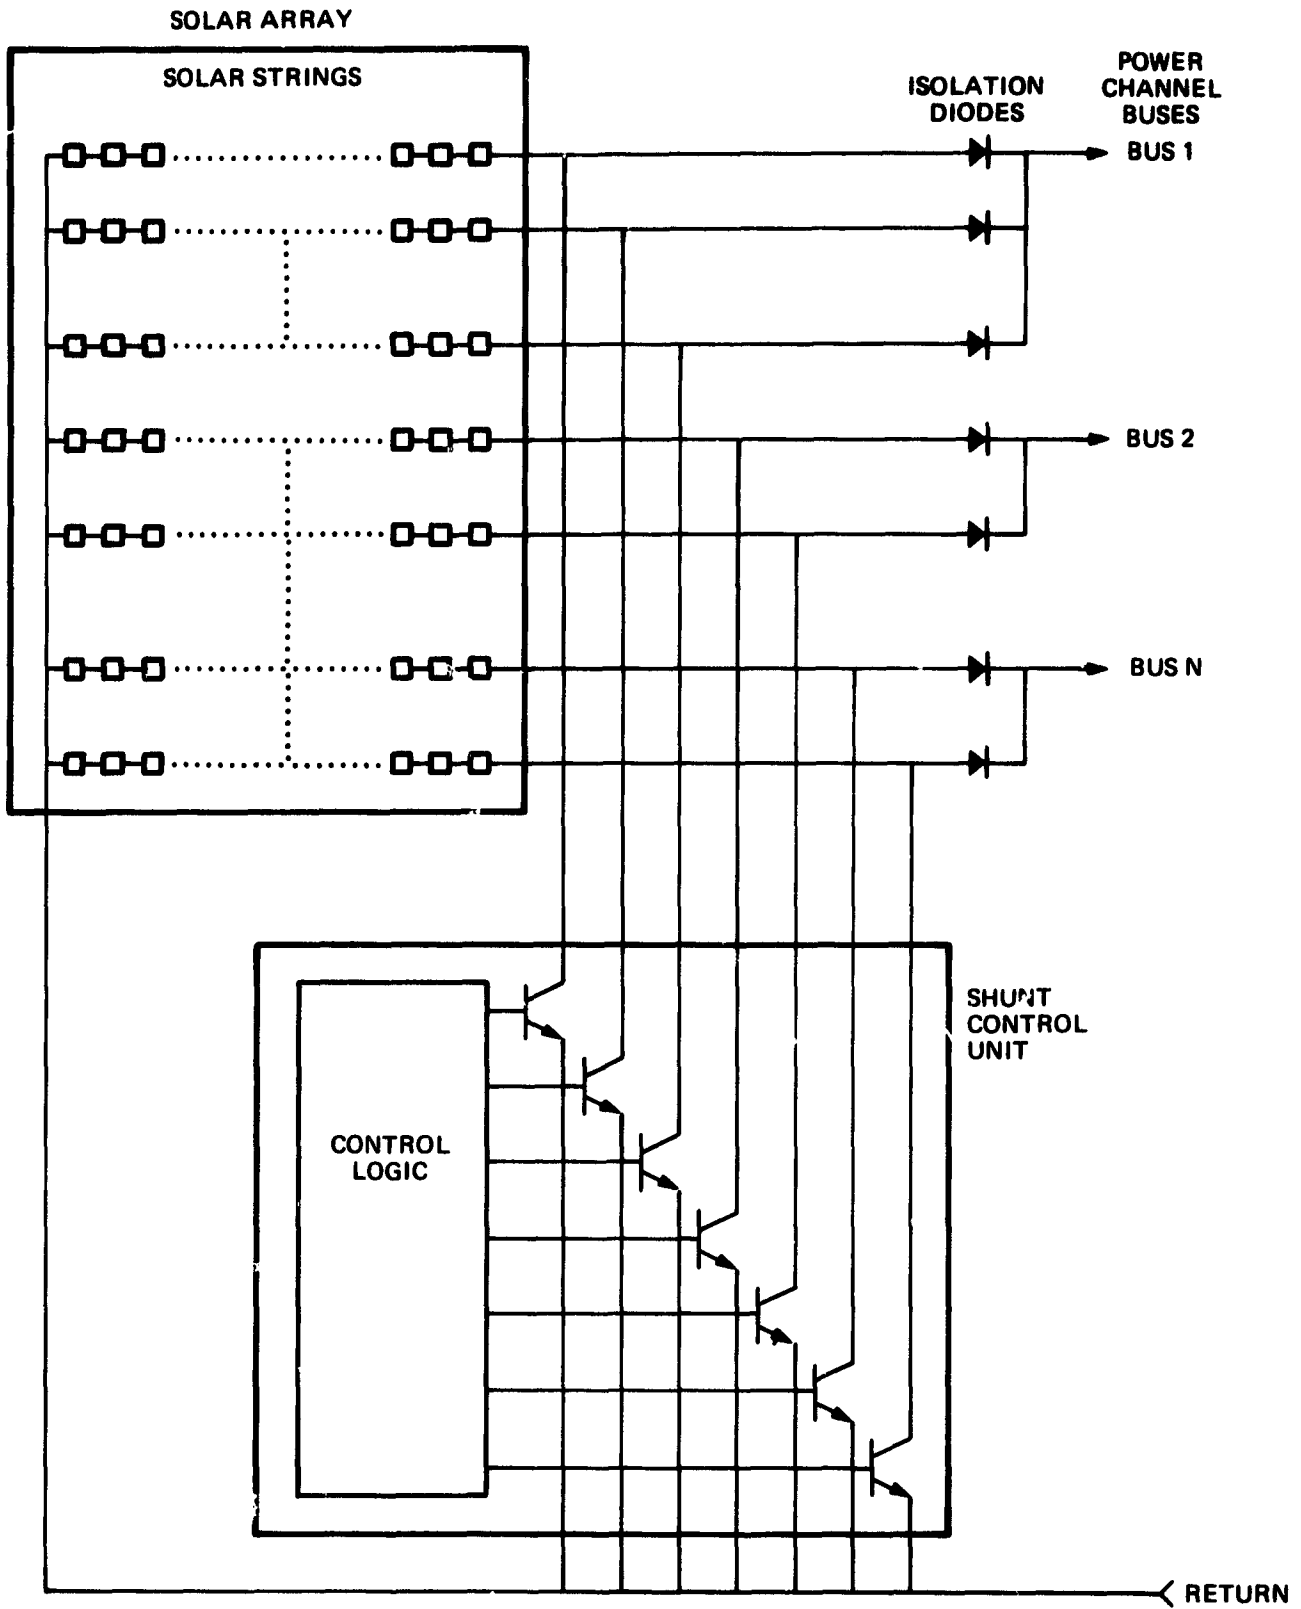 SOLAR ARRAY
SOLAR STRINGS
ISOLATION
DIODES
POWER
CHANNEL
BUSES
BUS 1
BUS 2
BUS N
SHUNT
CONTROL
UNIT
CONTROL
LOGIC
RETURN